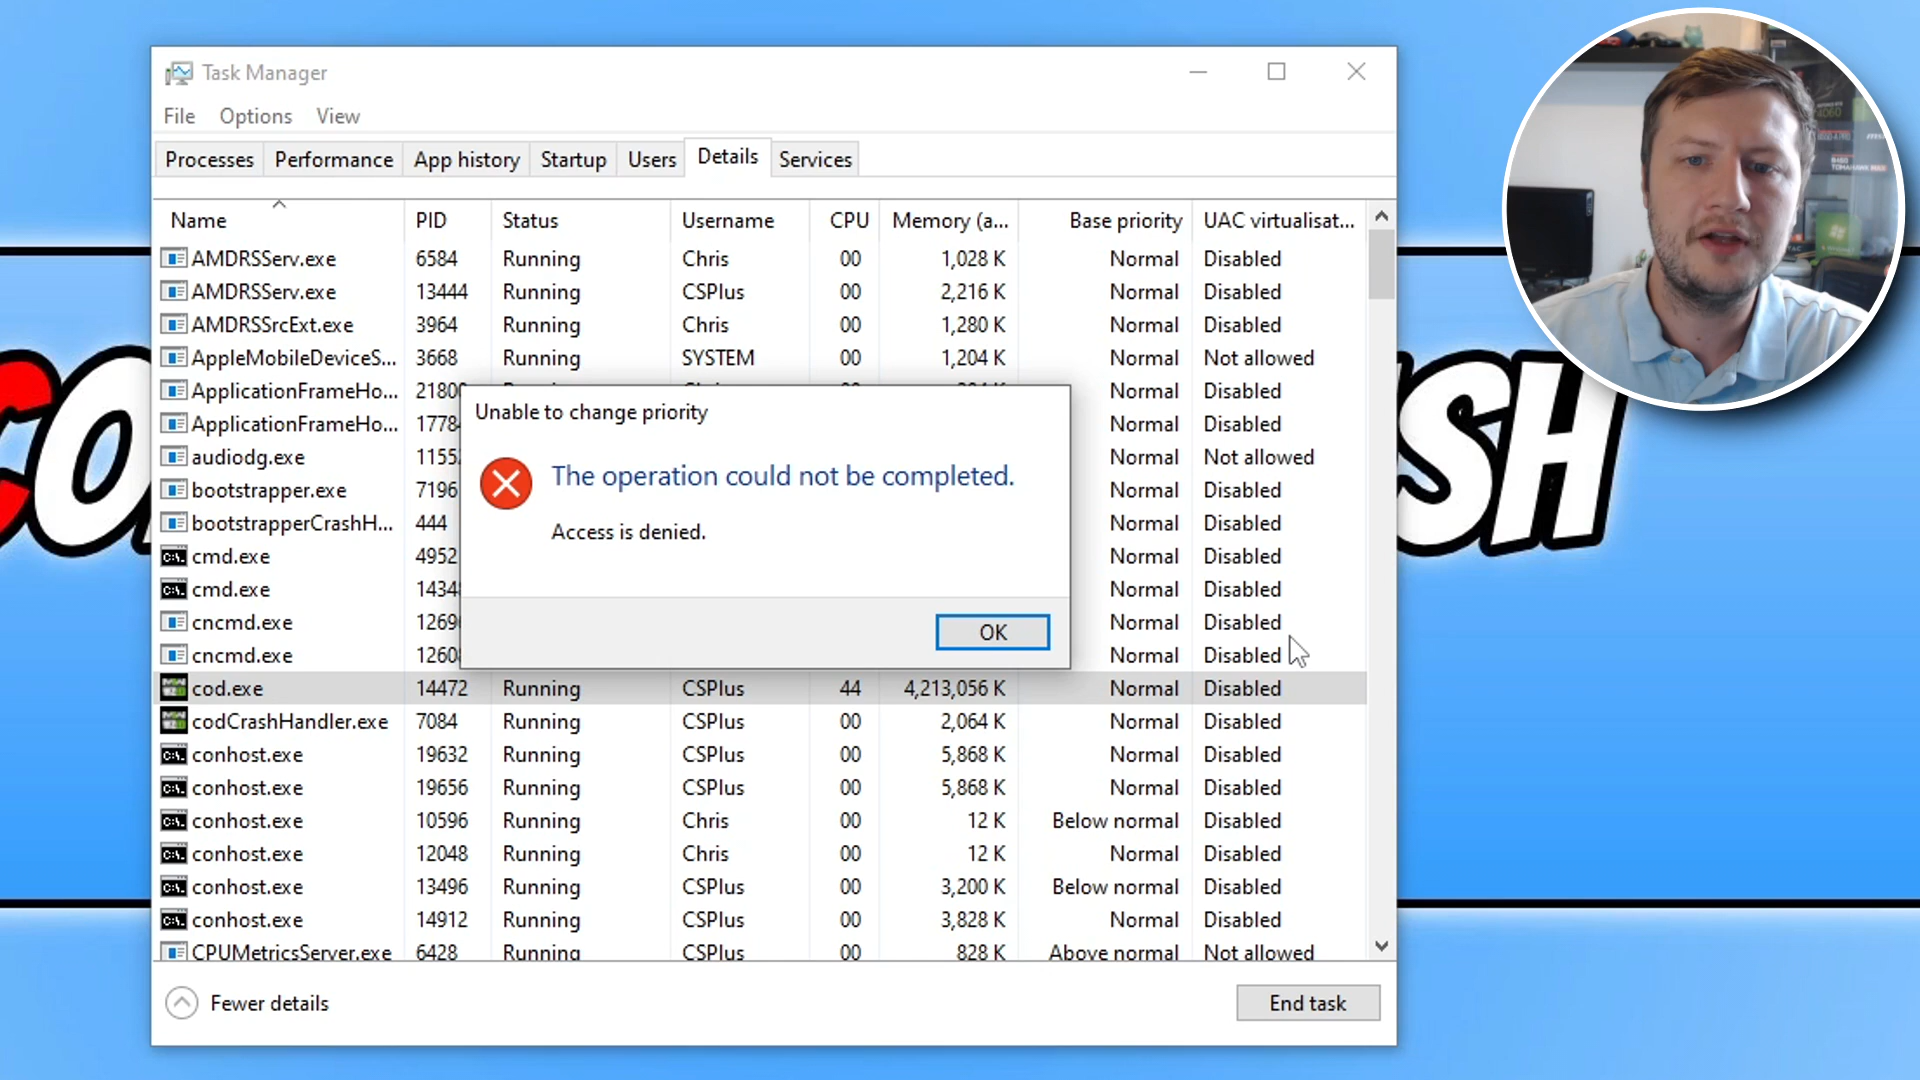 Task Manager
File Options View
Processes Performance App history Startup Users Details Services
Name PID Status Username CPU Memory (a... Base priority UAC virtualisat...
AMDRSServ.exe 6584 Running Chris 00 1,028 K Normal Disabled
AMDRSServ.exe 13444 Running CSPlus 00 2,216 K Normal Disabled
AMDRSSrcExt.exe 3964 Running Chris 00 1,280 K Normal Disabled
AppleMobileDeviceS... 3668 Running SYSTEM 00 1,204 K Normal Not allowed
ApplicationFrameHo... 21800 Normal Disabled
ApplicationFrameHo... 1778 Normal Disabled
audiodg.exe 1155 Normal Not allowed
bootstrapper.exe 7196 Normal Disabled
bootstrapperCrashH... 444 Normal Disabled
cmd.exe 4952 Normal Disabled
cmd.exe 1434 Normal Disabled
cncmd.exe 1269 Normal Disabled
cncmd.exe 1260 Normal Disabled
Unable to change priority
The operation could not be completed.
Access is denied.
OK
cod.exe 14472 Running CSPlus 44 4,213,056 K Normal Disabled
codCrashHandler.exe 7084 Running CSPlus 00 2,064 K Normal Disabled
conhost.exe 19632 Running CSPlus 00 5,868 K Normal Disabled
conhost.exe 19656 Running CSPlus 00 5,868 K Normal Disabled
conhost.exe 10596 Running Chris 00 12 K Below normal Disabled
conhost.exe 12048 Running Chris 00 12 K Normal Disabled
conhost.exe 13496 Running CSPlus 00 3,200 K Below normal Disabled
conhost.exe 14912 Running CSPlus 00 3,828 K Normal Disabled
CPUMetricsServer.exe 6428 Running CSPlus 00 828 K Above normal Not allowed
Fewer details
End task